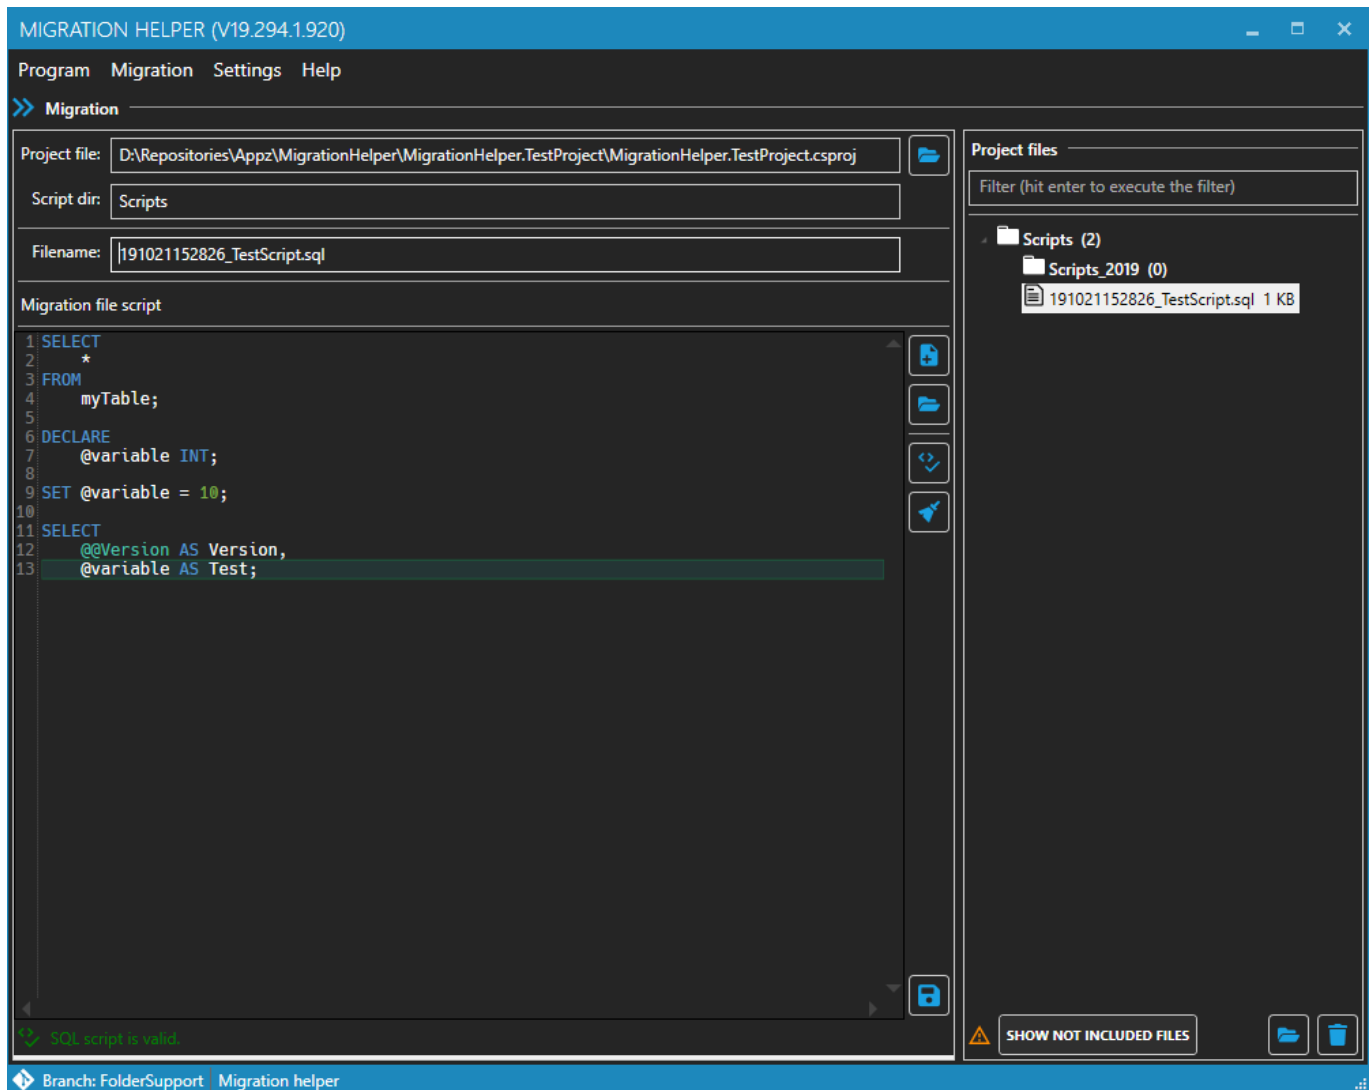 MIGRATION HELPER (V19.294.1.920)
Program Migration Settings Help
Migration
Project file: D:\Repositories\Appz\MigrationHelper\MigrationHelper.TestProject\MigrationHelper.TestProject.csproj
Script dir: Scripts
Filename: 191021152826_TestScript.sql
Migration file script
1 SELECT
2     *
3 FROM
4     myTable;
5
6 DECLARE
7     @variable INT;
8
9 SET @variable = 10;
10
11 SELECT
12     @@Version AS Version,
13     @variable AS Test;
SQL script is valid.
Project files
Filter (hit enter to execute the filter)
Scripts (2)
Scripts_2019 (0)
191021152826_TestScript.sql 1 KB
SHOW NOT INCLUDED FILES
Branch: FolderSupport Migration helper